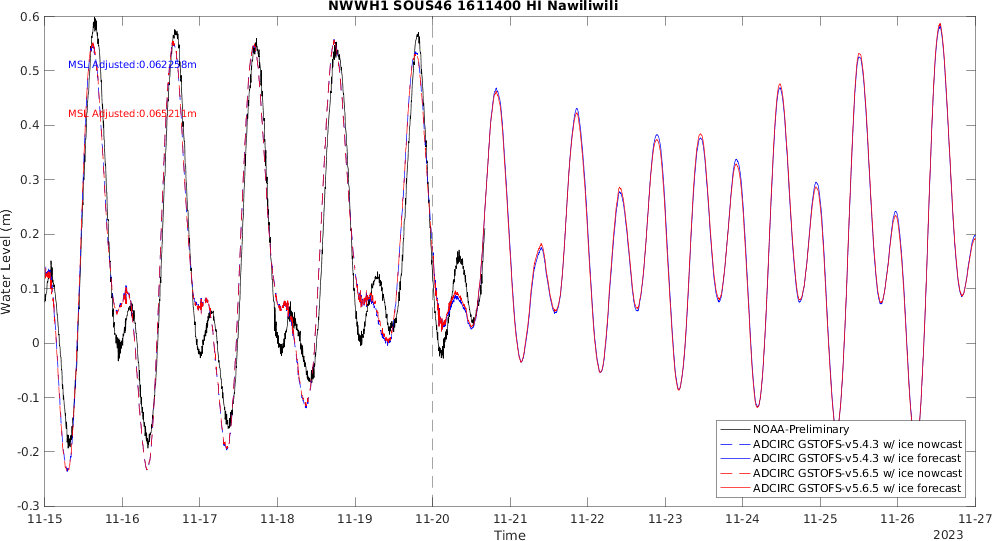 NWWH1 SOUS46 1611400 HI Nawiliwili
0.6
0.5
0.4
0.3
0.2
0.1
0
-0.1
-0.2
-0.3
Water Level (m)
MSL Adjusted:0.062258m
MSL Adjusted:0.065211m
NOAA-Preliminary
ADCIRC GSTOFS-v5.4.3 w/ ice nowcast
ADCIRC GSTOFS-v5.4.3 w/ ice forecast
ADCIRC GSTOFS-v5.6.5 w/ ice nowcast
ADCIRC GSTOFS-v5.6.5 w/ ice forecast
11-15 11-16 11-17 11-18 11-19 11-20 11-21 11-22 11-23 11-24 11-25 11-26 11-27
Time
2023